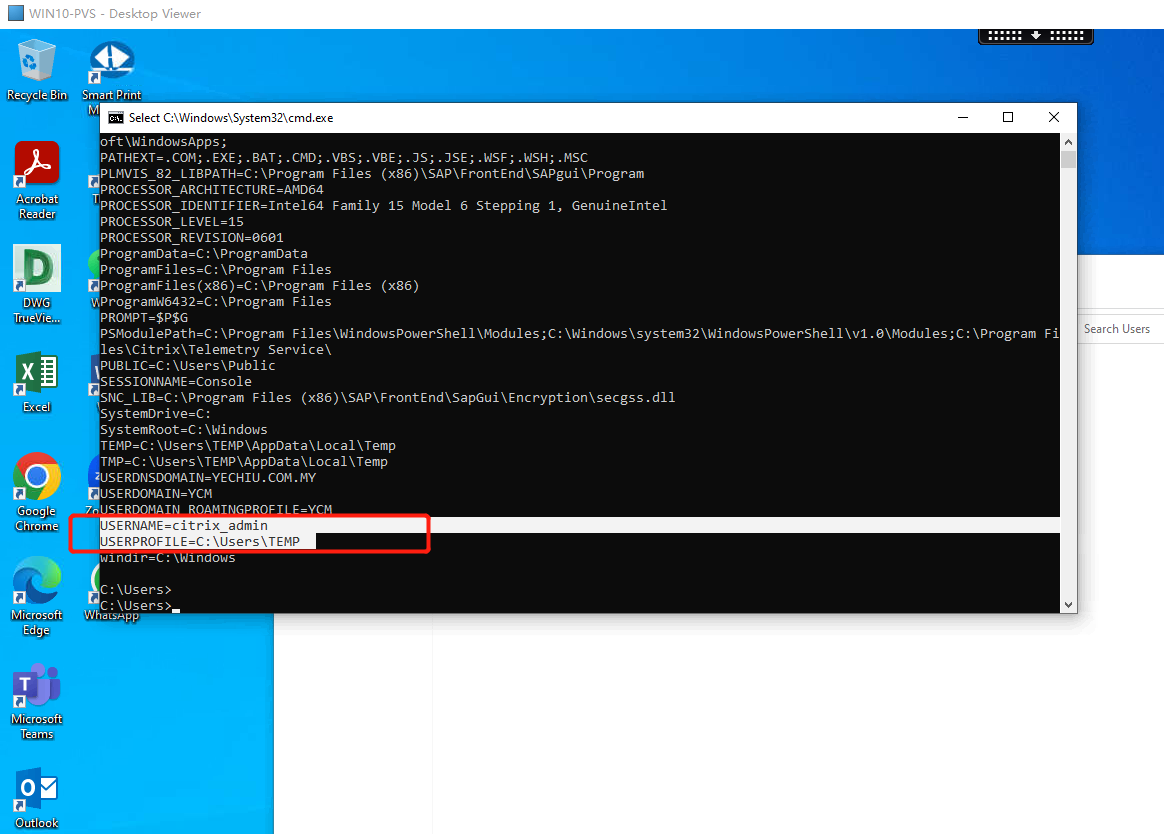 WIN10-PVS - Desktop Viewer
Recycle Bin
Smart Print
M
Acrobat
Reader
T
DWG
TrueVie...
W
Excel
Google
Chrome
Zo
Microsoft
Edge
WhatsApp
Microsoft
Teams
Outlook
Select C:\Windows\System32\cmd.exe
oft\WindowsApps;
PATHEXT=.COM;.EXE;.BAT;.CMD;.VBS;.VBE;.JS;.JSE;.WSF;.WSH;.MSC
PLMVIS_82_LIBPATH=C:\Program Files (x86)\SAP\FrontEnd\SAPgui\Program
PROCESSOR_ARCHITECTURE=AMD64
PROCESSOR_IDENTIFIER=Intel64 Family 15 Model 6 Stepping 1, GenuineIntel
PROCESSOR_LEVEL=15
PROCESSOR_REVISION=0601
ProgramData=C:\ProgramData
ProgramFiles=C:\Program Files
ProgramFiles(x86)=C:\Program Files (x86)
ProgramW6432=C:\Program Files
PROMPT=$P$G
PSModulePath=C:\Program Files\WindowsPowerShell\Modules;C:\Windows\system32\WindowsPowerShell\v1.0\Modules;C:\Program Fi
les\Citrix\Telemetry Service\
PUBLIC=C:\Users\Public
SESSIONNAME=Console
SNC_LIB=C:\Program Files (x86)\SAP\FrontEnd\SapGui\Encryption\secgss.dll
SystemDrive=C:
SystemRoot=C:\Windows
TEMP=C:\Users\TEMP\AppData\Local\Temp
TMP=C:\Users\TEMP\AppData\Local\Temp
USERDNSDOMAIN=YECHIU.COM.MY
USERDOMAIN=YCM
USERDOMAIN_ROAMINGPROFILE=YCM
USERNAME=citrix_admin
USERPROFILE=C:\Users\TEMP
windir=C:\Windows
C:\Users>
C:\Users>
Search Users